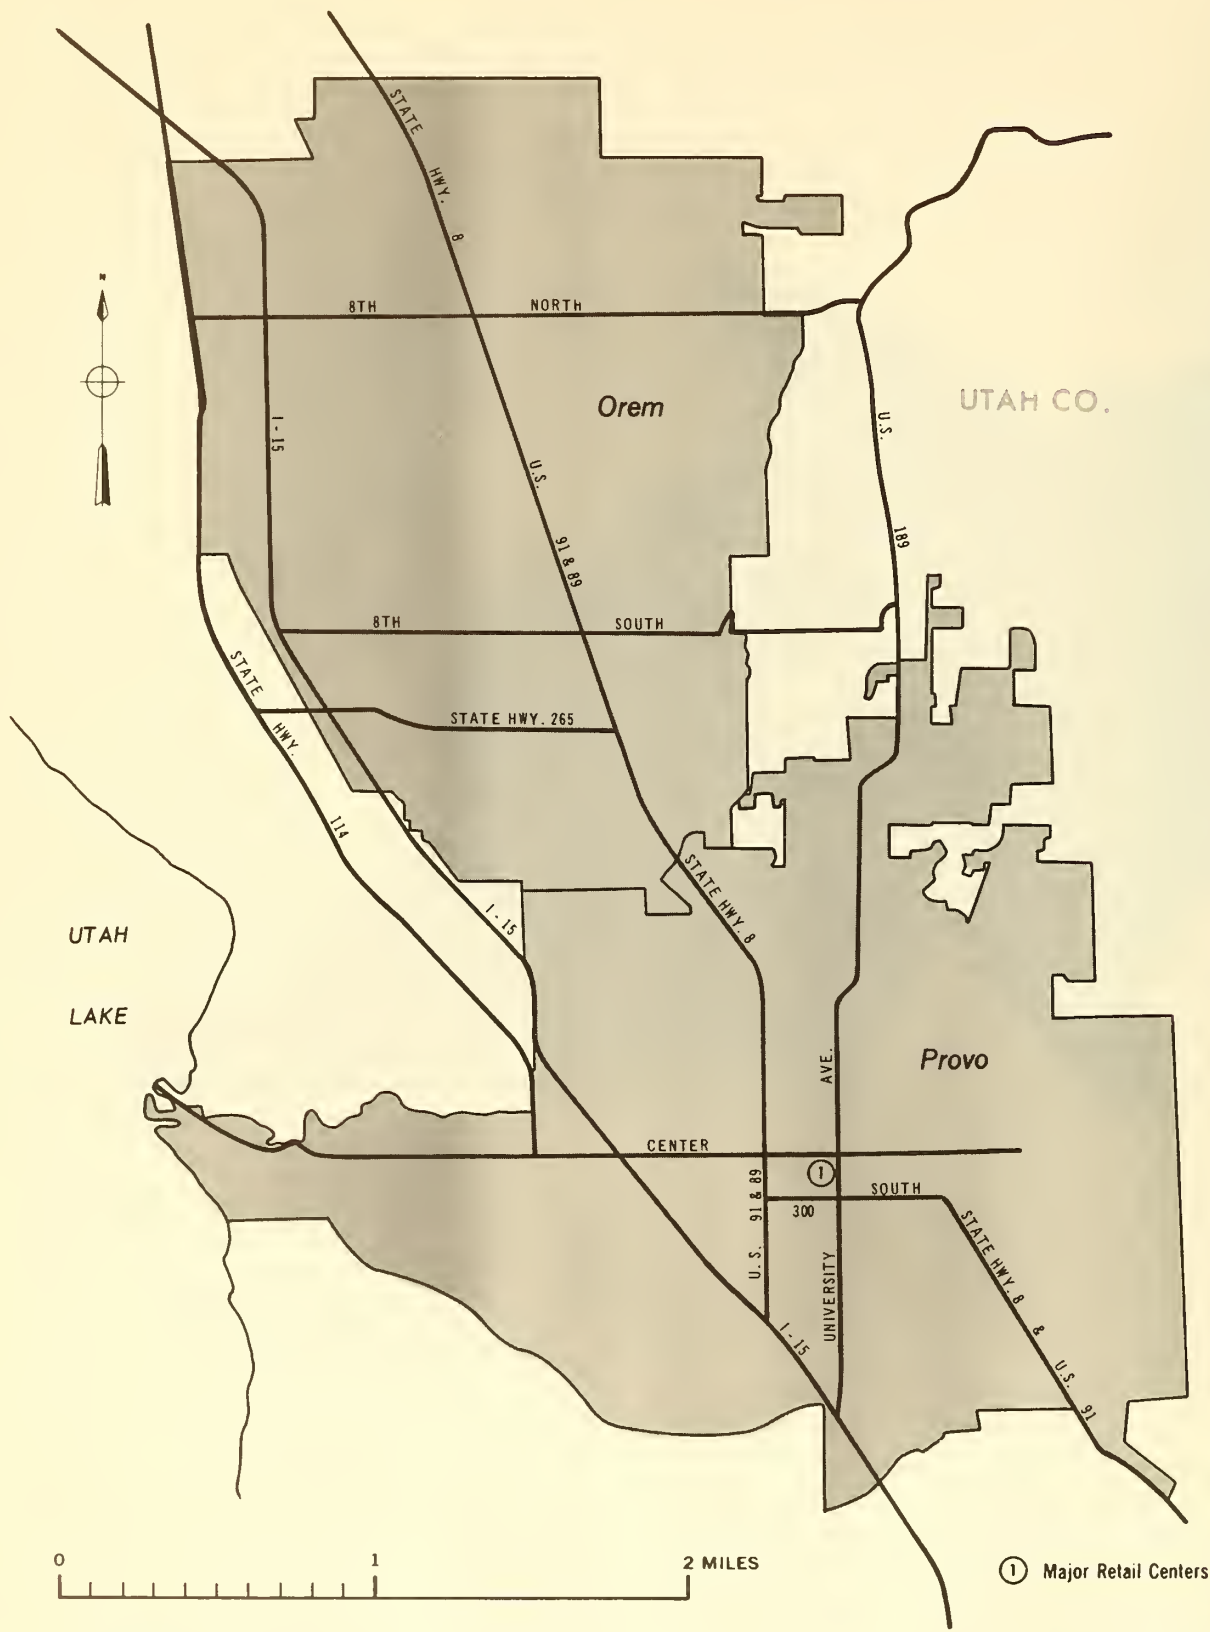 STATE
HWY.
8
N
8TH
NORTH
Orem
UTAH CO.
I - 15
U.S.
U.S.
91 & 89
189
8TH
SOUTH
STATE
HWY.
114
STATE HWY. 265
STATE HWY. 8
I - 15
UTAH
LAKE
AVE.
Provo
CENTER
1
U.S. 91 & 89
300
SOUTH
UNIVERSITY
STATE HWY. 8 & U.S. 91
I - 15
0 1 2 MILES
1 Major Retail Centers